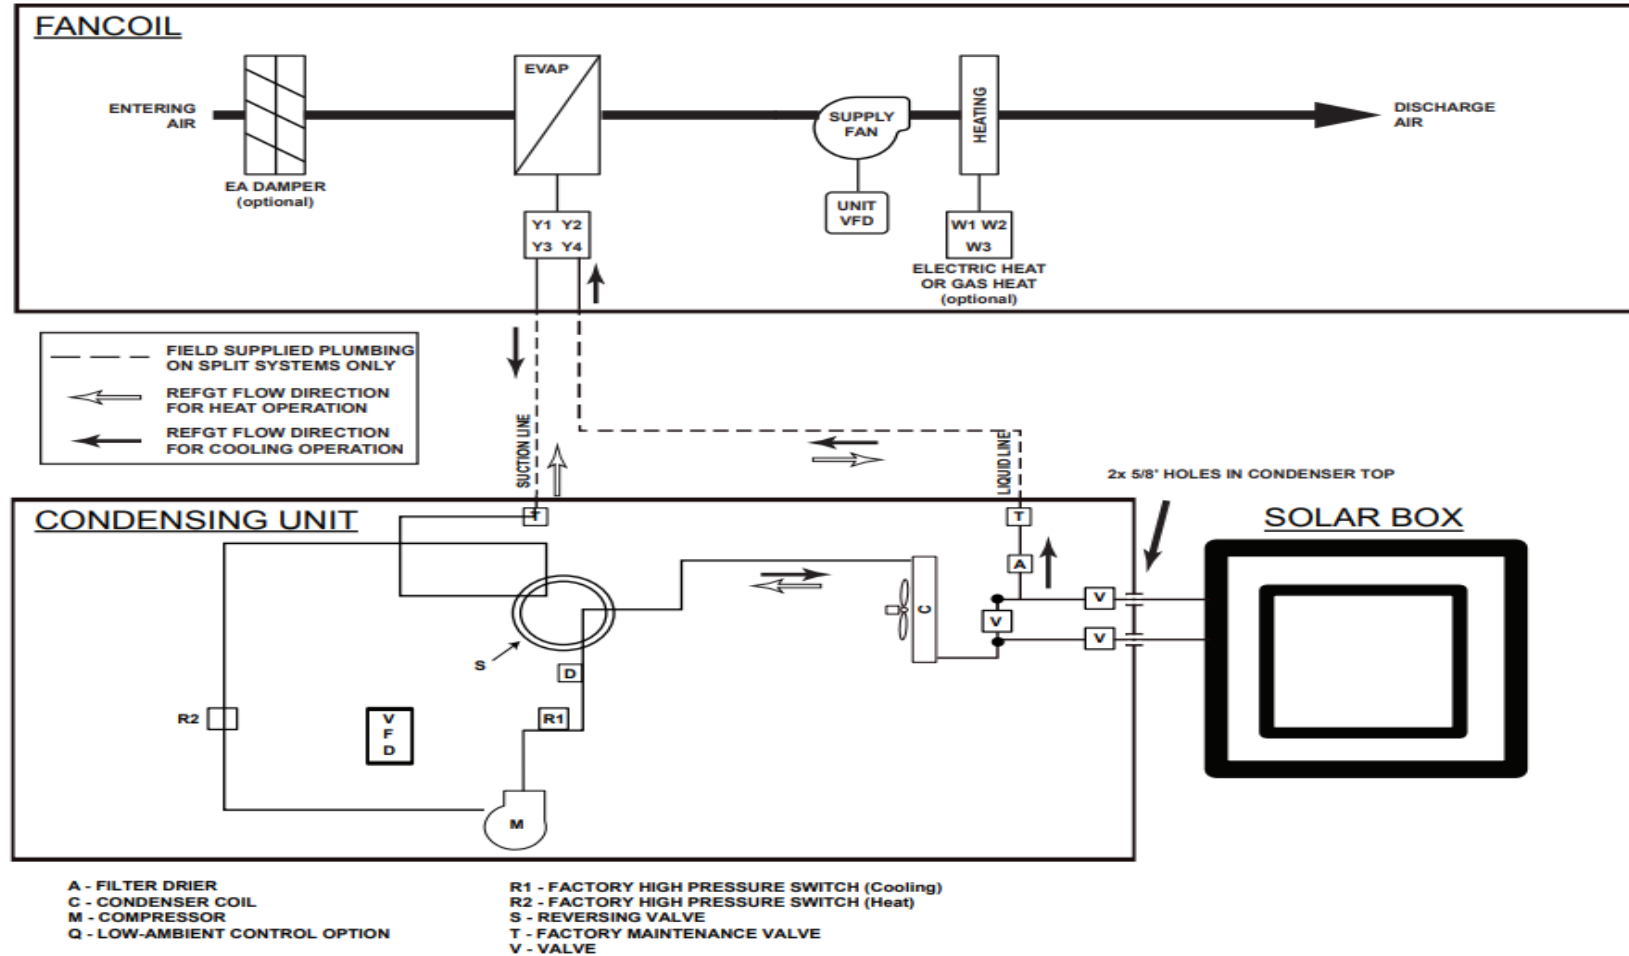 FANCOIL
EVAP
ENTERING
AIR
SUPPLY
FAN
HEATING
DISCHARGE
AIR
EA DAMPER
(optional)
UNIT
VFD
Y1 Y2
Y3 Y4
W1 W2
W3
ELECTRIC HEAT
OR GAS HEAT
(optional)
FIELD SUPPLIED PLUMBING
ON SPLIT SYSTEMS ONLY
REFGT FLOW DIRECTION
FOR HEAT OPERATION
REFGT FLOW DIRECTION
FOR COOLING OPERATION
SUCTION LINE
LIQUID LINE
2x 5/8" HOLES IN CONDENSER TOP
CONDENSING UNIT
T
T
SOLAR BOX
A
C
V
V
V
S
D
R2
VFD
R1
M
A - FILTER DRIER
C - CONDENSER COIL
M - COMPRESSOR
Q - LOW-AMBIENT CONTROL OPTION
R1 - FACTORY HIGH PRESSURE SWITCH (Cooling)
R2 - FACTORY HIGH PRESSURE SWITCH (Heat)
S - REVERSING VALVE
T - FACTORY MAINTENANCE VALVE
V - VALVE